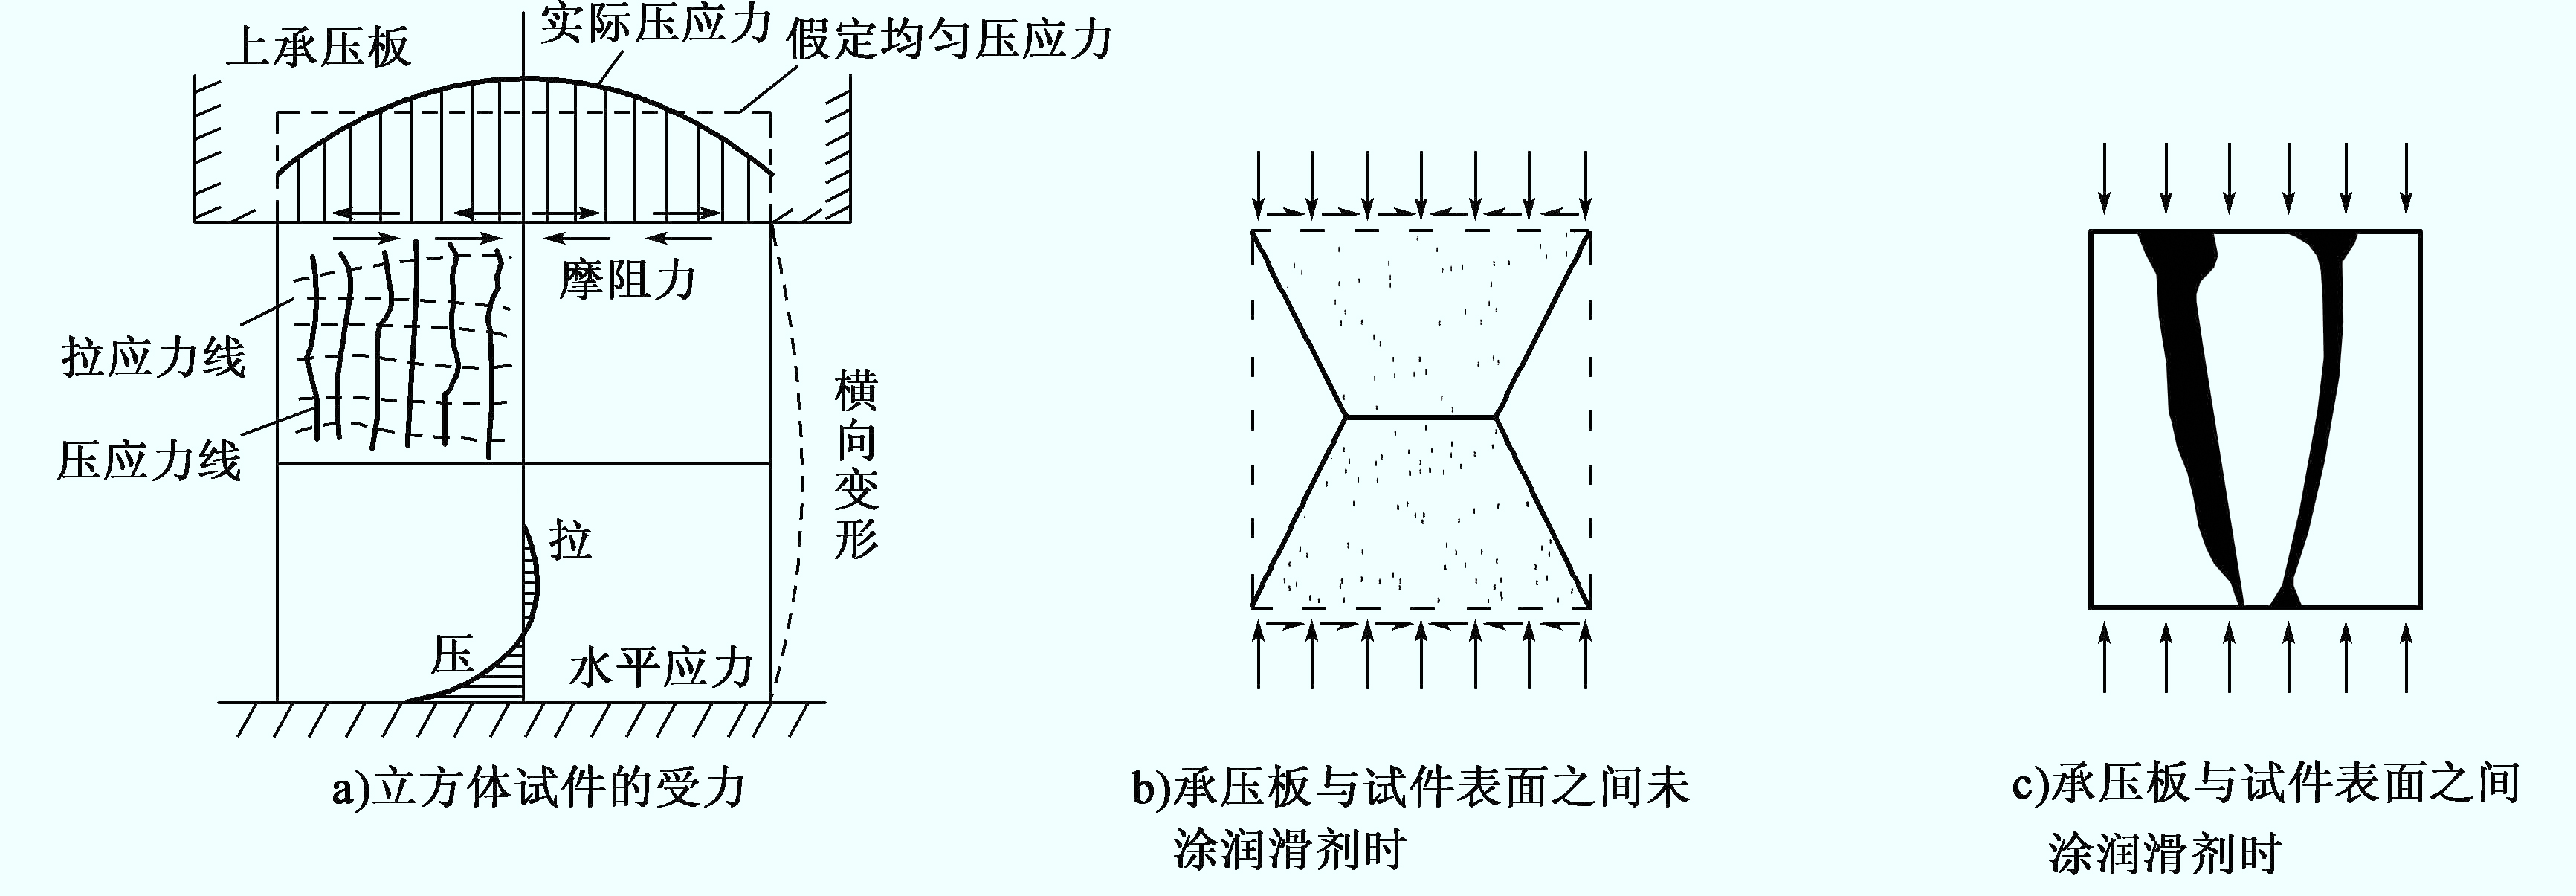 上承压板
实际压应力
假定均匀压应力
摩阻力
拉应力线
压应力线
横向变形
拉
压
水平应力
a)立方体试件的受力
b)承压板与试件表面之间未
涂润滑剂时
c)承压板与试件表面之间
涂润滑剂时